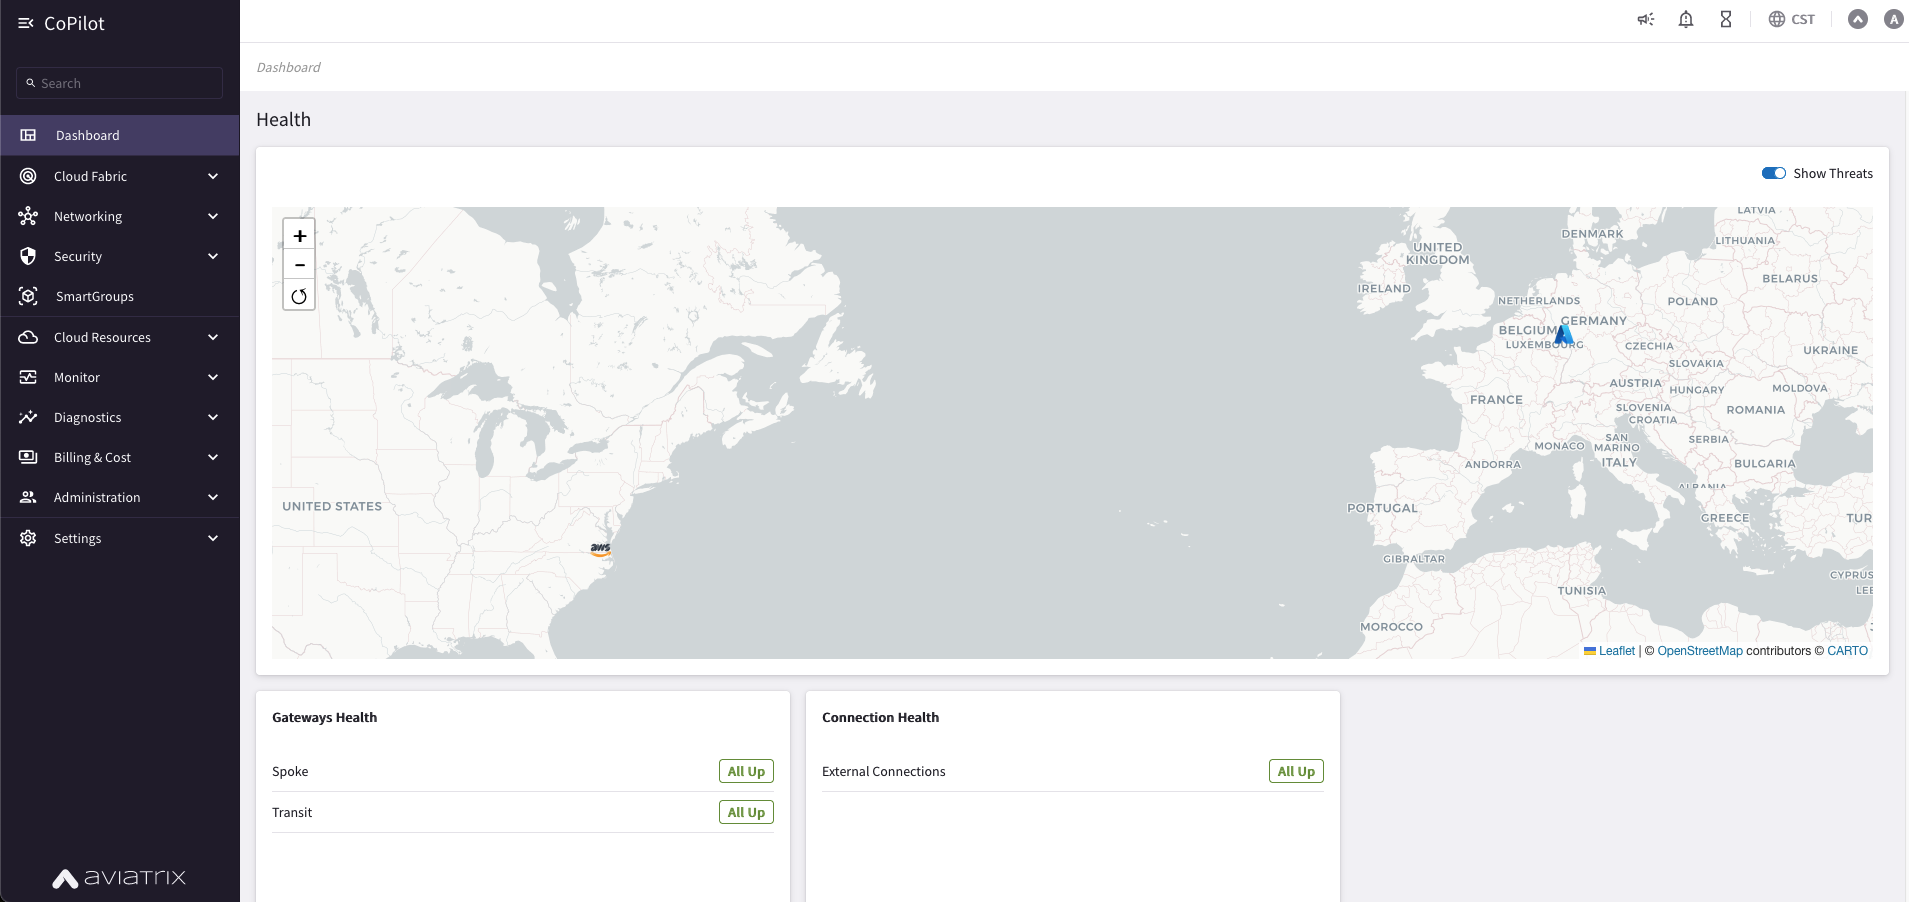 CoPilot
CST
A
Search
Dashboard
Dashboard
Cloud Fabric
Networking
Security
SmartGroups
Cloud Resources
Monitor
Diagnostics
Billing & Cost
Administration
Settings
aviatrix
Health
Show Threats
+
-
LATVIA
DENMARK
LITHUANIA
UNITED
KINGDOM
BELARUS
IRELAND
NETHERLANDS
POLAND
GERMANY
BELGIUM
LUXEMBOURG
CZECHIA
UKRAINE
SLOVAKIA
AUSTRIA
HUNGARY
MOLDOVA
FRANCE
SLOVENIA
ROMANIA
CROATIA
SAN
MARINO
MONACO
SERBIA
ITALY
ANDORRA
BULGARIA
ALBANIA
UNITED STATES
PORTUGAL
GREECE
TUR
aws
GIBRALTAR
CYPRUS
LEE
TUNISIA
MOROCCO
Leaflet | © OpenStreetMap contributors © CARTO
Gateways Health
Spoke All Up
Transit All Up
Connection Health
External Connections All Up